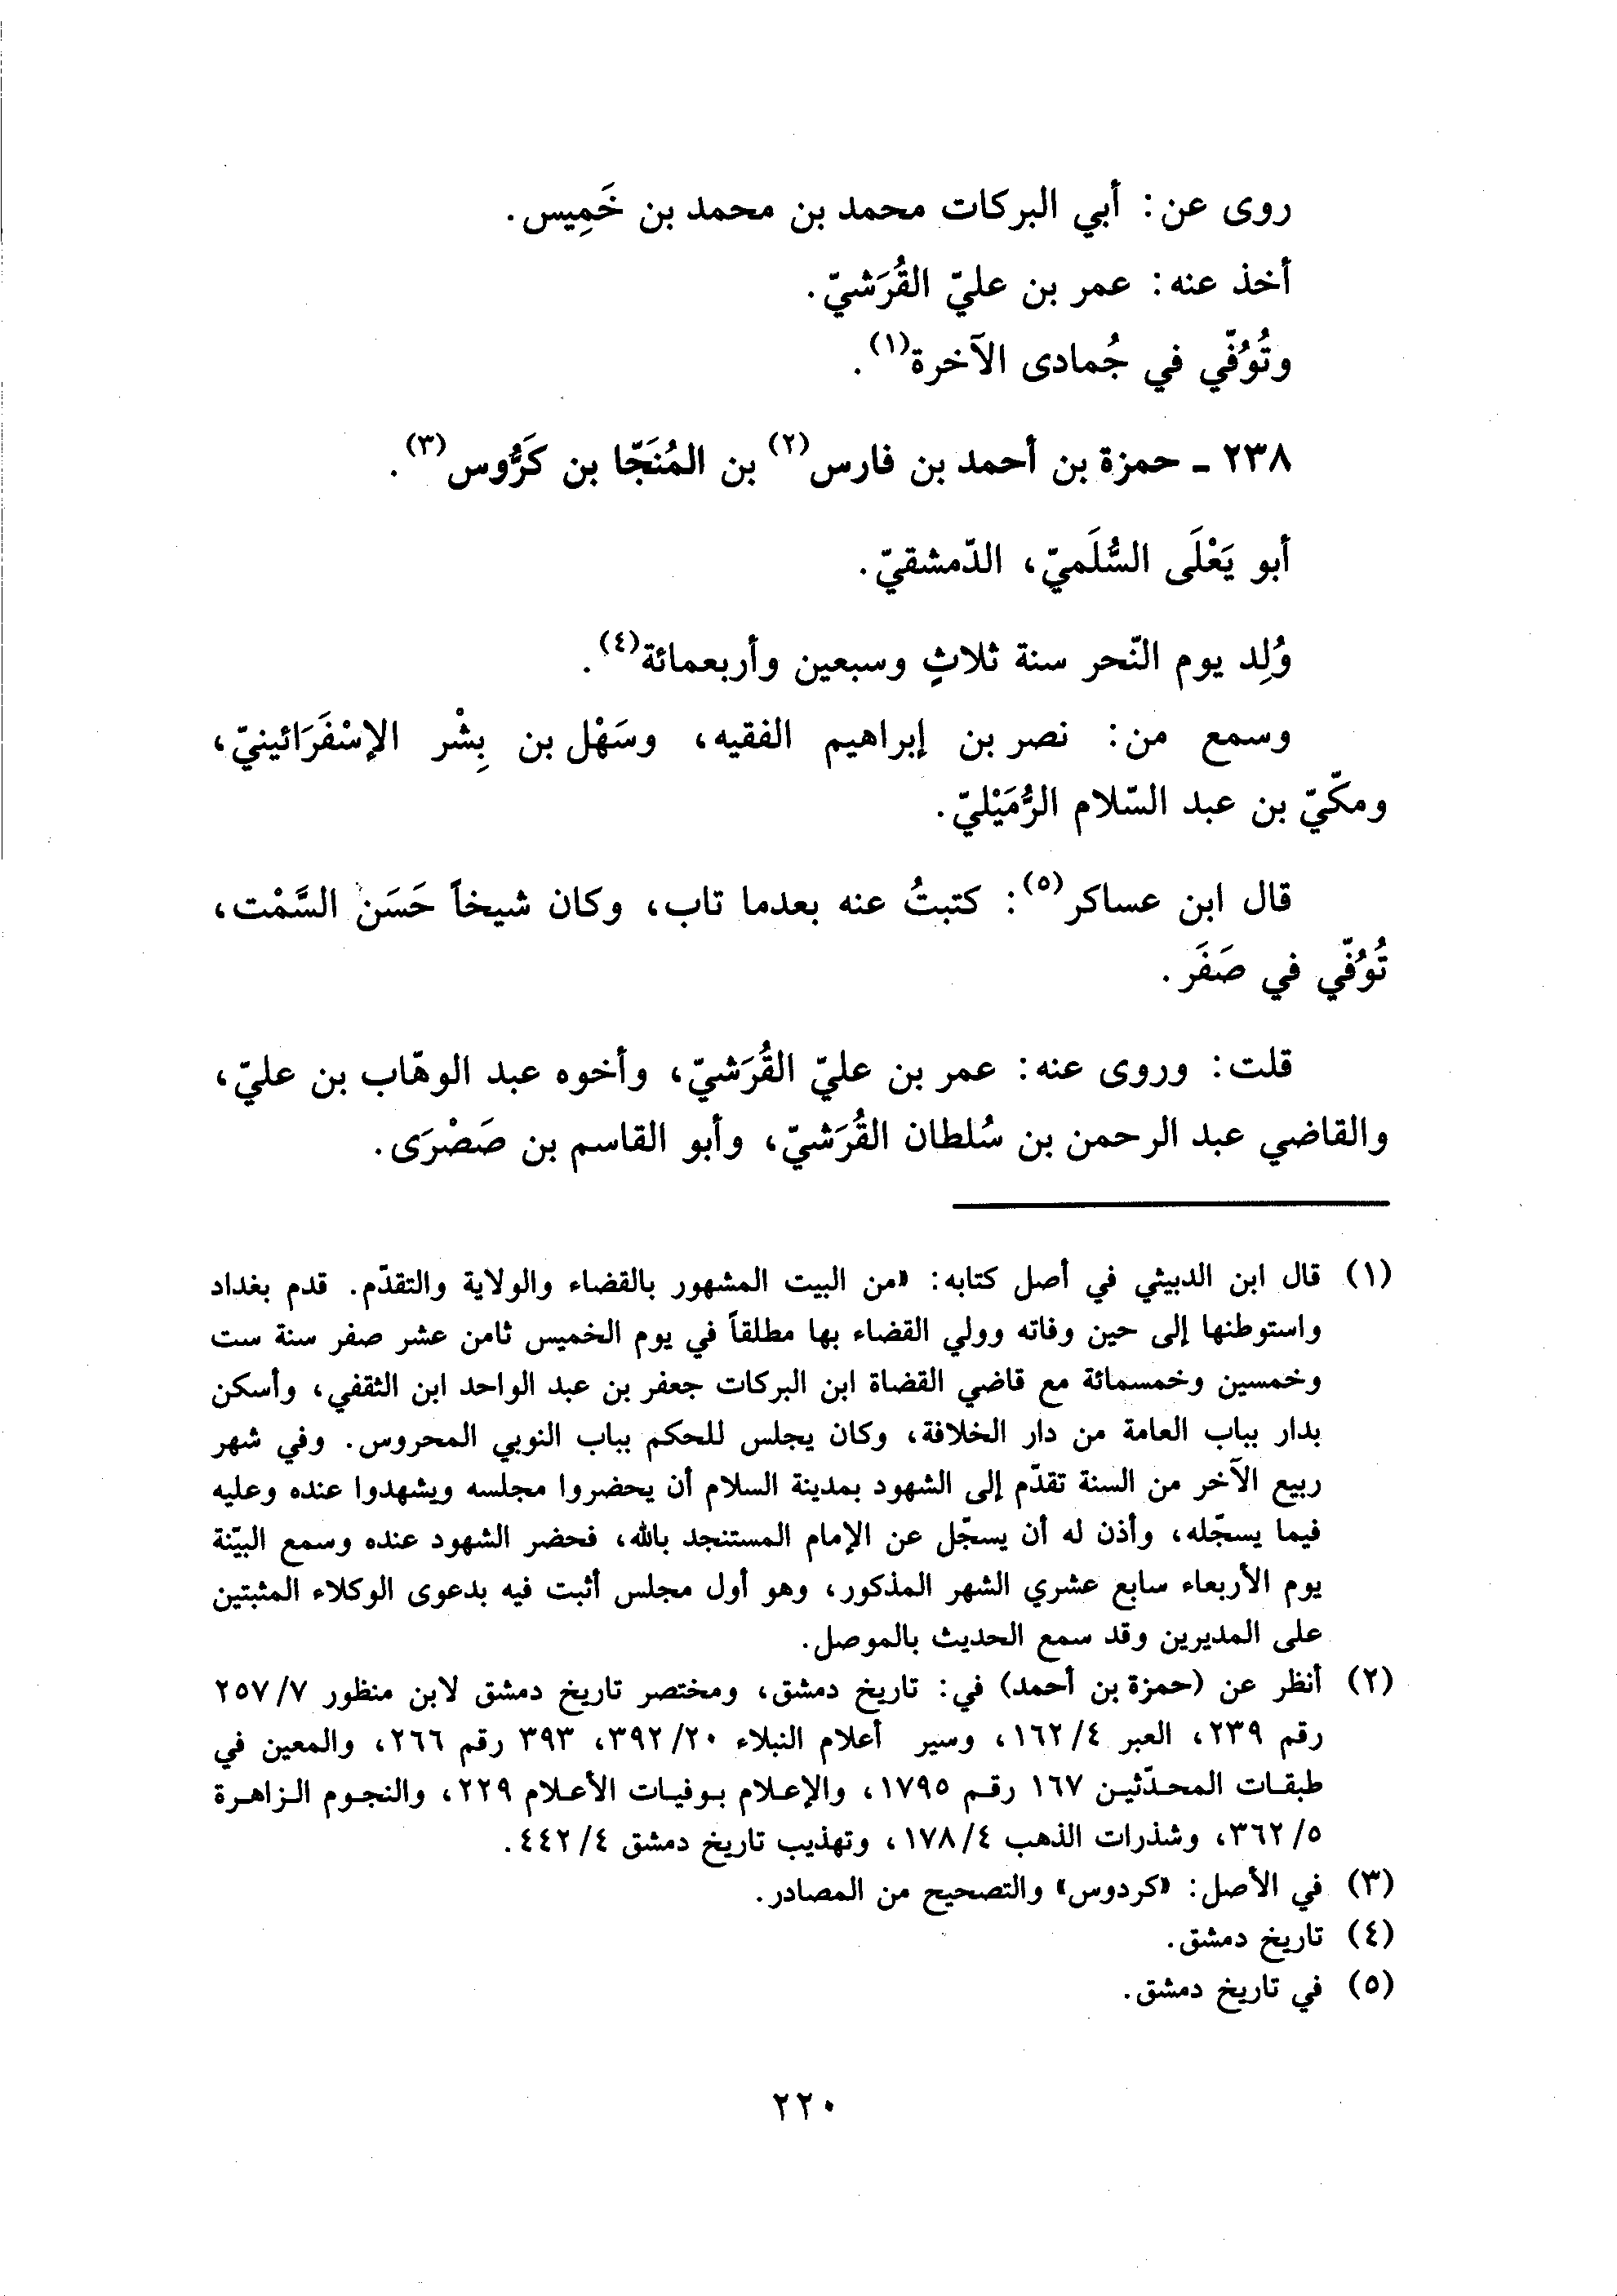 روى عن: أبي البركات محمد بن محمد بن خَمِيس.
أخذ عنه: عمر بن عليّ القُرَشيّ.
وتُوُفّي في جُمادى الآخرة(١).
٢٣٨ ـ حمزة بن أحمد بن فارس(٢) بن المُنَجّا بن كَرُّوس(٣).
أبو يَعْلَى السُّلَميّ، الدّمشقيّ.
وُلِد يوم النّحر سنة ثلاثٍ وسبعين وأربعمائة(٤).
وسمع من: نصر بن إبراهيم الفقيه، وسَهْل بن بِشْر الإسْفَرَائينيّ،
ومكّيّ بن عبد السّلام الرُّمَيْليّ.
قال ابن عساكر(٥): كتبتُ عنه بعدما تاب، وكان شيخاً حَسَن السَّمْت،
تُوُفّي في صَفَر.
قلت: وروى عنه: عمر بن عليّ القُرَشيّ، وأخوه عبد الوهّاب بن عليّ،
والقاضي عبد الرحمن بن سُلطان القُرَشيّ، وأبو القاسم بن صَصْرَى.
(١) قال ابن الدبيثي في أصل كتابه: «من البيت المشهور بالقضاء والولاية والتقدّم. قدم بغداد
واستوطنها إلى حين وفاته وولي القضاء بها مطلقاً في يوم الخميس ثامن عشر صفر سنة ست
وخمسين وخمسمائة مع قاضي القضاة ابن البركات جعفر بن عبد الواحد ابن الثقفي، وأسكن
بدار بباب العامة من دار الخلافة، وكان يجلس للحكم بباب النوبي المحروس. وفي شهر
ربيع الآخر من السنة تقدّم إلى الشهود بمدينة السلام أن يحضروا مجلسه ويشهدوا عنده وعليه
فيما يسجّله، وأذن له أن يسجّل عن الإمام المستنجد بالله، فحضر الشهود عنده وسمع البيّنة
يوم الأربعاء سابع عشري الشهر المذكور، وهو أول مجلس أثبت فيه بدعوى الوكلاء المثبتين
على المديرين وقد سمع الحديث بالموصل.
(٢) أنظر عن (حمزة بن أحمد) في: تاريخ دمشق، ومختصر تاريخ دمشق لابن منظور ٢٥٧/٧
رقم ٢٣٩، العبر ١٦٢/٤، وسير أعلام النبلاء ٣٩٢/٢٠، ٣٩٣ رقم ٢٦٦، والمعين في
طبقات المحدّثين ١٦٧ رقم ١٧٩٥، والإعلام بوفيات الأعلام ٢٢٩، والنجوم الزاهرة
٣٦٢/٥، وشذرات الذهب ١٧٨/٤، وتهذيب تاريخ دمشق ٤٤٢/٤.
(٣) في الأصل: «كردوس» والتصحيح من المصادر.
(٤) تاريخ دمشق.
(٥) في تاريخ دمشق.
٢٢٠